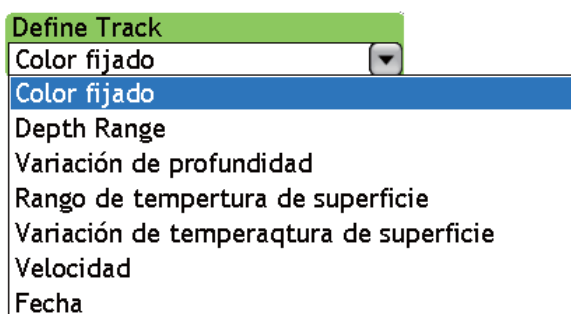 Define Track
Color fijado
Color fijado
Depth Range
Variación de profundidad
Rango de tempertura de superficie
Variación de temperaqtura de superficie
Velocidad
Fecha